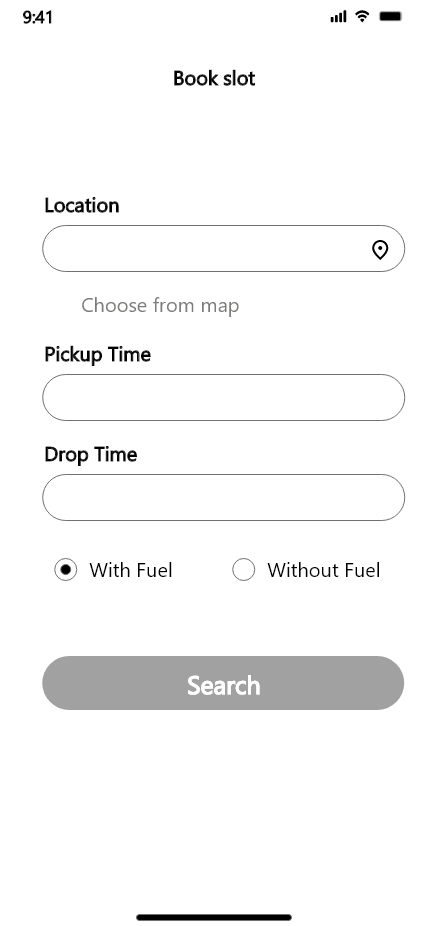 9:41
Book slot
Location
Choose from map
Pickup Time
Drop Time
With Fuel Without Fuel
Search